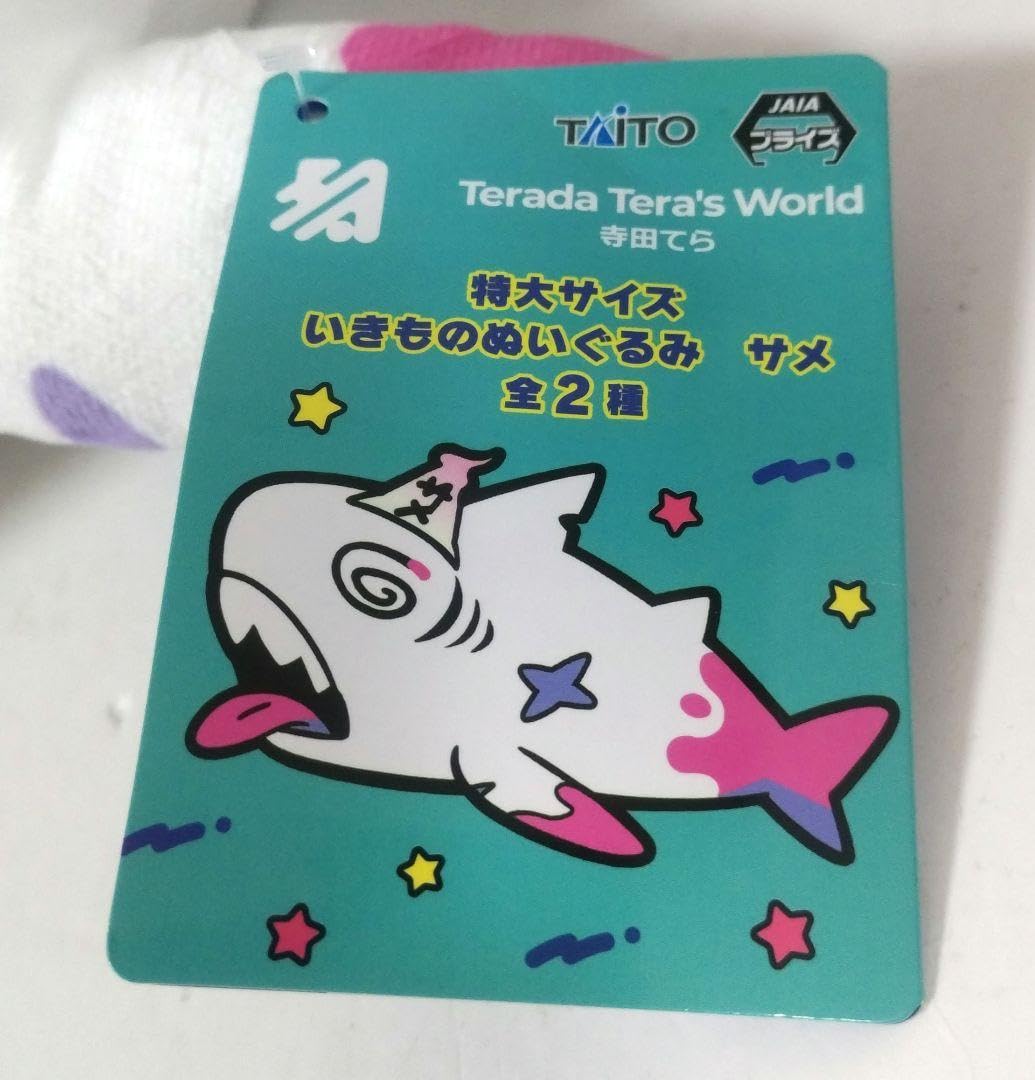 TAITO
JAIA
プライズ
Terada Tera's World
寺田てら
特大サイズ
いきものぬいぐるみ サメ
全2種
サメ